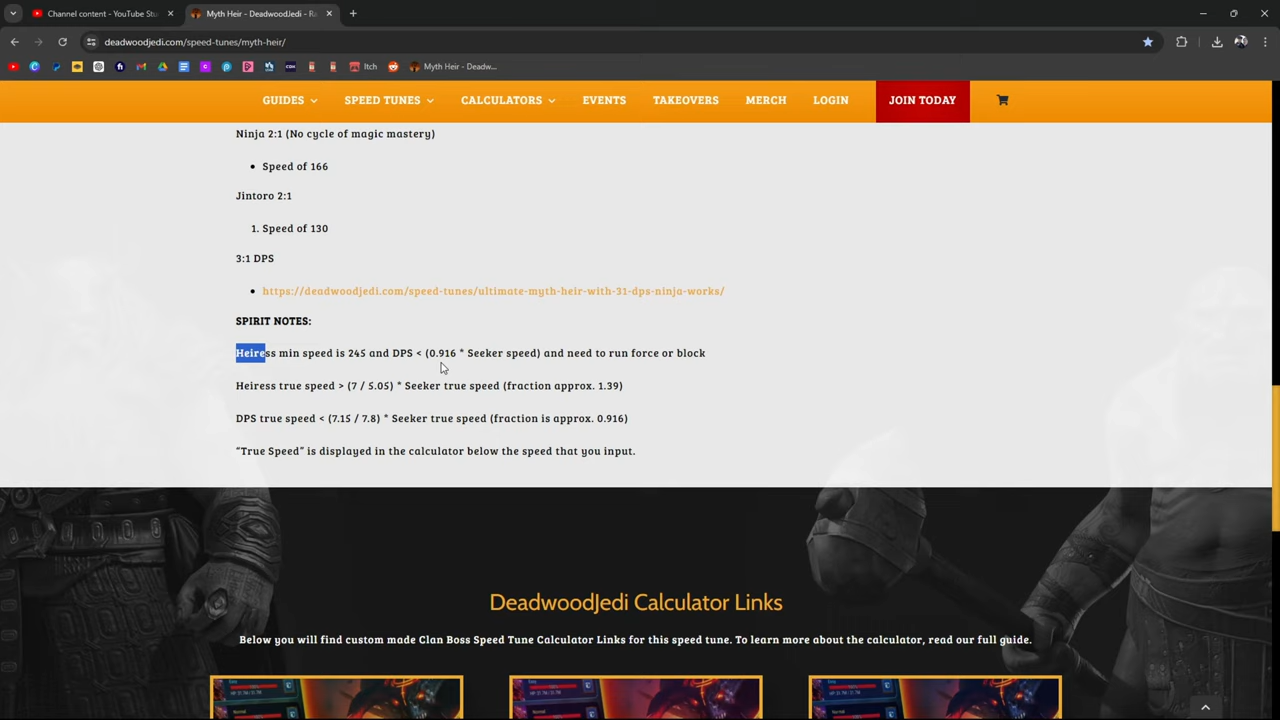 Channel content - YouTube Stu
Myth Heir - DeadwoodJedi - Ra
deadwoodjedi.com/speed-tunes/myth-heir/
Itch
Myth Heir - Deadw...
GUIDES
SPEED TUNES
CALCULATORS
EVENTS
TAKEOVERS
MERCH
LOGIN
JOIN TODAY
Ninja 2:1 (No cycle of magic mastery)
• Speed of 166
Jintoro 2:1
1. Speed of 130
3:1 DPS
• https://deadwoodjedi.com/speed-tunes/ultimate-myth-heir-with-31-dps-ninja-works/
SPIRIT NOTES:
Heiress min speed is 245 and DPS < (0.916 * Seeker speed) and need to run force or block
Heiress true speed > (7 / 5.05) * Seeker true speed (fraction approx. 1.39)
DPS true speed < (7.15 / 7.8) * Seeker true speed (fraction is approx. 0.916)
“True Speed” is displayed in the calculator below the speed that you input.
DeadwoodJedi Calculator Links
Below you will find custom made Clan Boss Speed Tune Calculator Links for this speed tune. To learn more about the calculator, read our full guide.